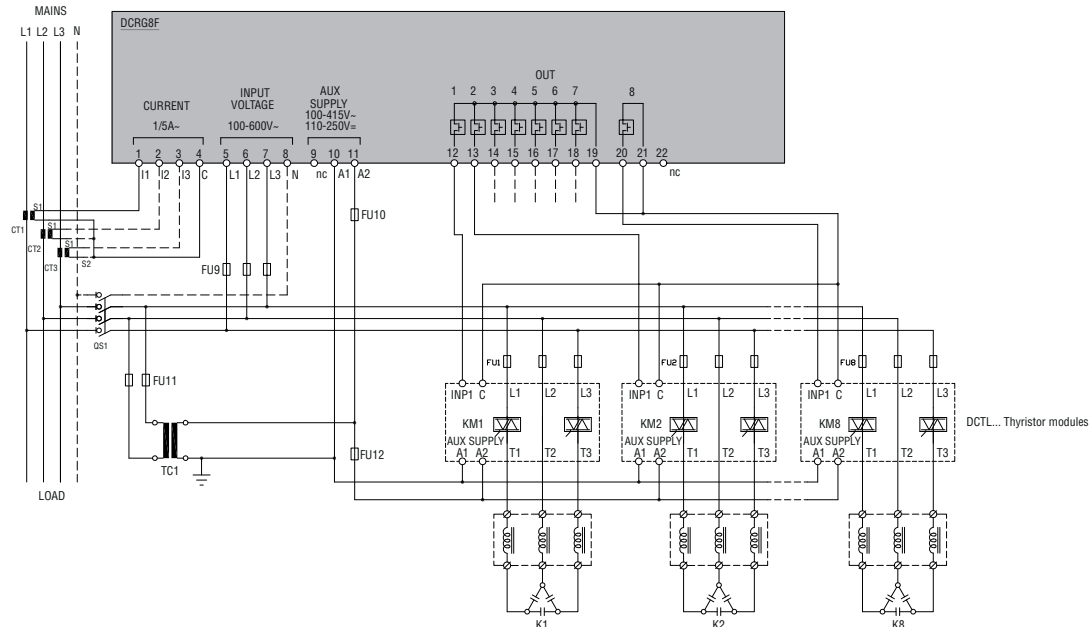 MAINS
L1 L2 L3 N
DCRG8F
CURRENT
1/5A~
INPUT
VOLTAGE
100-600V~
AUX
SUPPLY
100-415V~
110-250V=
OUT
1 2 3 4 5 6 7 8
1 2 3 4 5 6 7 8 9 10 11 12 13 14 15 16 17 18 19 20 21 22
I1 I2 I3 C L1 L2 L3 N nc A1 A2 nc
FU10
S1
CT1
S1
CT2
S1
CT3
S2
FU9
QS1
FU11
FU1 FU2 FU8
INP1 C L1 L2 L3 INP1 C L1 L2 L3 INP1 C L1 L2 L3
KM1 KM2 KM8
DCTL... Thyristor modules
AUX SUPPLY AUX SUPPLY AUX SUPPLY
A1 A2 T1 T2 T3 A1 A2 T1 T2 T3 A1 A2 T1 T2 T3
FU12
TC1
LOAD
K1 K2 K8